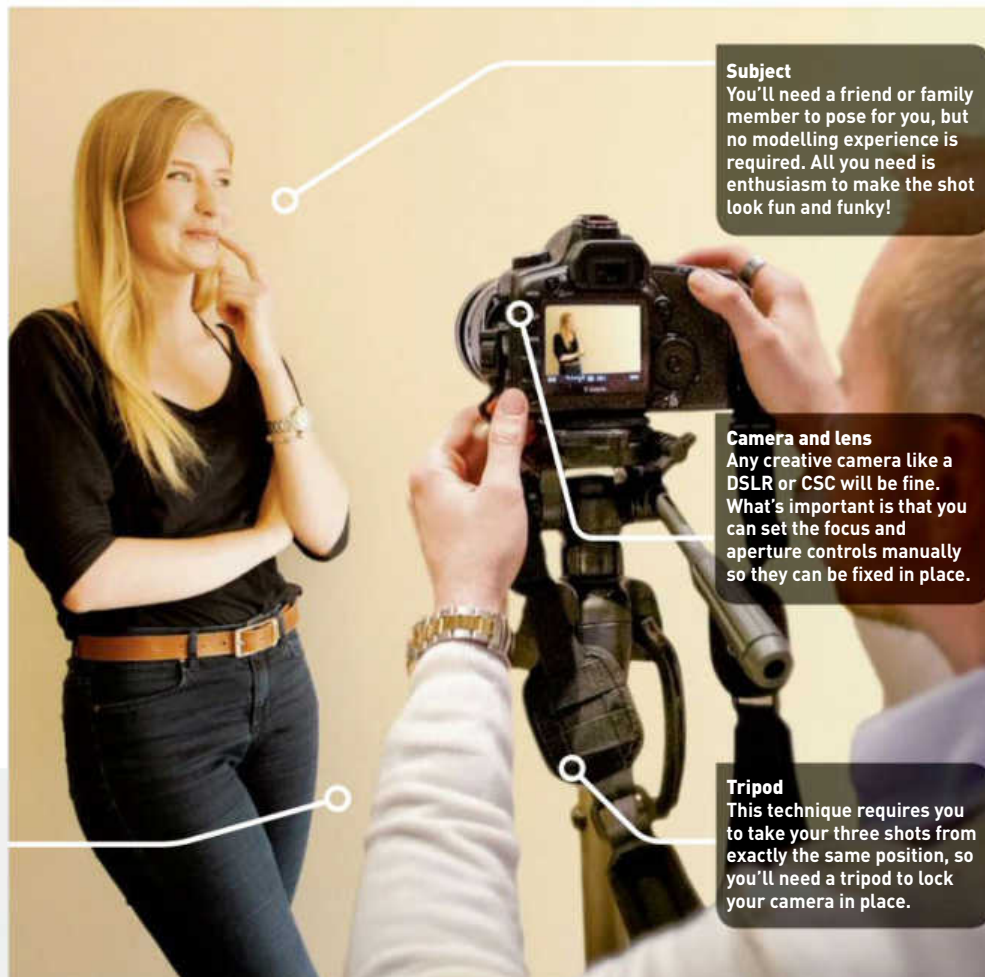 Subject
You'll need a friend or family
member to pose for you, but
no modelling experience is
required. All you need is
enthusiasm to make the shot
look fun and funky!
Camera and lens
Any creative camera like a
DSLR or CSC will be fine.
What's important is that you
can set the focus and
aperture controls manually
so they can be fixed in place.
Tripod
This technique requires you
to take your three shots from
exactly the same position, so
you'll need a tripod to lock
your camera in place.